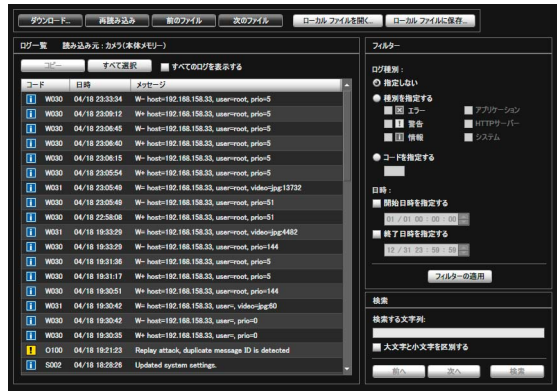 ダウンロード... 再読み込み 前のファイル 次のファイル ローカル ファイルを開く... ローカル ファイルに保存...
ログ一覧 読み込み元 : カメラ(本体メモリー)
コピー すべて選択 すべてのログを表示する
コード 日時 メッセージ
W030 04/18 23:33:34 W- host=192.168.158.33, user=root, prio=5
W030 04/18 23:09:12 W+ host=192.168.158.33, user=root, prio=5
W030 04/18 23:06:45 W- host=192.168.158.33, user=root, prio=5
W030 04/18 23:06:40 W+ host=192.168.158.33, user=root, prio=5
W030 04/18 23:06:15 W- host=192.168.158.33, user=root, prio=5
W030 04/18 23:05:54 W+ host=192.168.158.33, user=root, prio=5
W031 04/18 23:05:49 W- host=192.168.158.33, user=root, video=jpg:13732
W030 04/18 23:05:49 W- host=192.168.158.33, user=root, prio=51
W030 04/18 22:58:08 W+ host=192.168.158.33, user=root, prio=51
W031 04/18 19:33:29 W- host=192.168.158.33, user=root, video=jpg:4482
W030 04/18 19:33:29 W- host=192.168.158.33, user=root, prio=144
W030 04/18 19:31:36 W- host=192.168.158.33, user=root, prio=5
W030 04/18 19:31:17 W+ host=192.168.158.33, user=root, prio=5
W030 04/18 19:30:51 W+ host=192.168.158.33, user=root, prio=144
W031 04/18 19:30:42 W- host=192.168.158.33, user=, video=jpg:60
W030 04/18 19:30:42 W- host=192.168.158.33, user=, prio=0
W030 04/18 19:30:35 W+ host=192.168.158.33, user=, prio=0
O100 04/18 19:21:23 Replay attack, duplicate message ID is detected
S002 04/18 18:28:26 Updated system settings.
フィルター
ログ種別 :
指定しない
種別を指定する
エラー アプリケーション
警告 HTTPサーバー
情報 システム
コードを指定する
日時 :
開始日時を指定する
01 / 01 00 : 00 : 00
終了日時を指定する
12 / 31 23 : 59 : 59
フィルターの適用
検索
検索する文字列:
大文字と小文字を区別する
前へ 次へ 検索